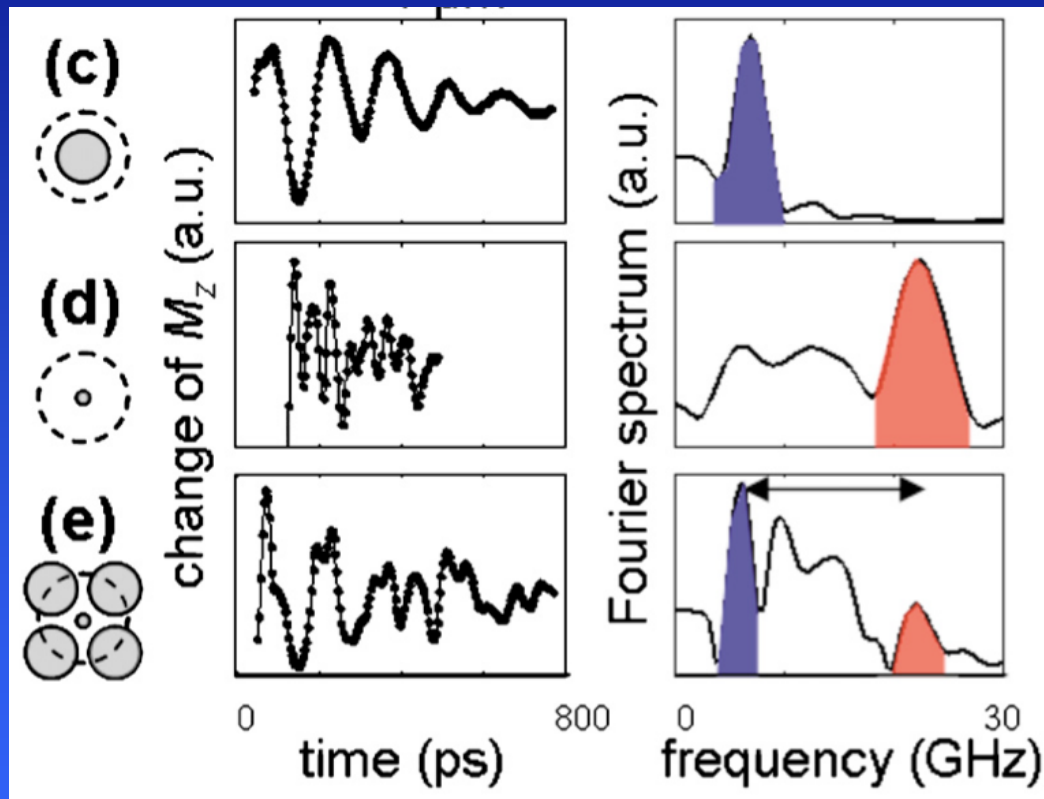 (c)
(d)
(e)
change of Mz (a.u.)
0
800
time (ps)
Fourier spectrum (a.u.)
0
30
frequency (GHz)